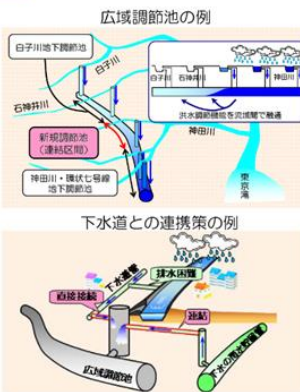 広域調節池の例
白子川地下調節池
白子川
石神井川
新規調節池
(連結区間)
神田川・環状七号線
地下調節池
白子川
石神井川
神田川
洪水調節機能を流域間で融通
神田川
東京湾
下水道との連携策の例
下水道管
排水困難
直接接続
連結
広域調節池